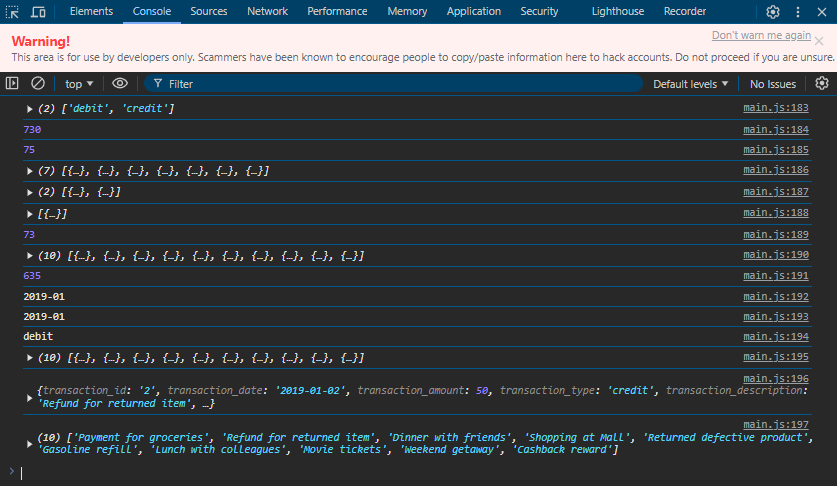 Elements Console Sources Network Performance Memory Application Security Lighthouse Recorder
Warning!
Don't warn me again
This area is for use by developers only. Scammers have been known to encourage people to copy/paste information here to hack accounts. Do not proceed if you are unsure.
top Filter Default levels No Issues
(2) ['debit', 'credit'] main.js:183
730 main.js:184
75 main.js:185
(7) [{…}, {…}, {…}, {…}, {…}, {…}, {…}] main.js:186
(2) [{…}, {…}] main.js:187
[{…}] main.js:188
73 main.js:189
(10) [{…}, {…}, {…}, {…}, {…}, {…}, {…}, {…}, {…}, {…}] main.js:190
635 main.js:191
2019-01 main.js:192
2019-01 main.js:193
debit main.js:194
(10) [{…}, {…}, {…}, {…}, {…}, {…}, {…}, {…}, {…}, {…}] main.js:195
main.js:196
{transaction_id: '2', transaction_date: '2019-01-02', transaction_amount: 50, transaction_type: 'credit', transaction_description:
'Refund for returned item', …}
main.js:197
(10) ['Payment for groceries', 'Refund for returned item', 'Dinner with friends', 'Shopping at Mall', 'Returned defective product',
'Gasoline refill', 'Lunch with colleagues', 'Movie tickets', 'Weekend getaway', 'Cashback reward']